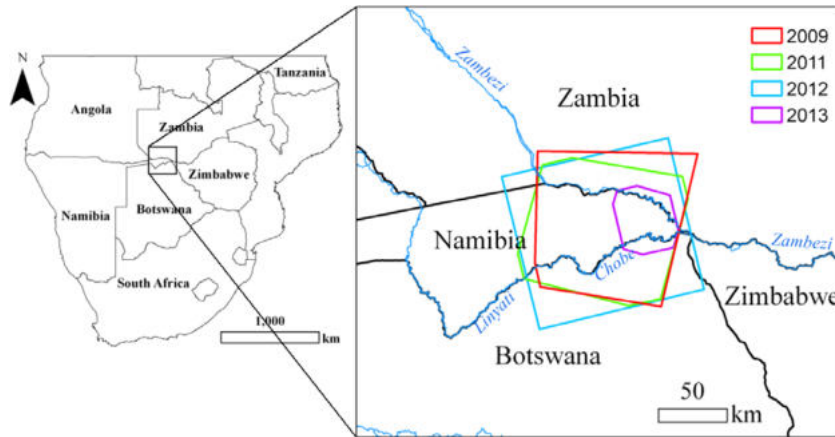 N
Angola
Tanzania
Zambia
Zimbabwe
Namibia
Botswana
South Africa
1,000
km
Zambezi
Zambia
2009
2011
2012
2013
Namibia
Chobe
Zambezi
Linyati
Zimbabwe
Botswana
50
km